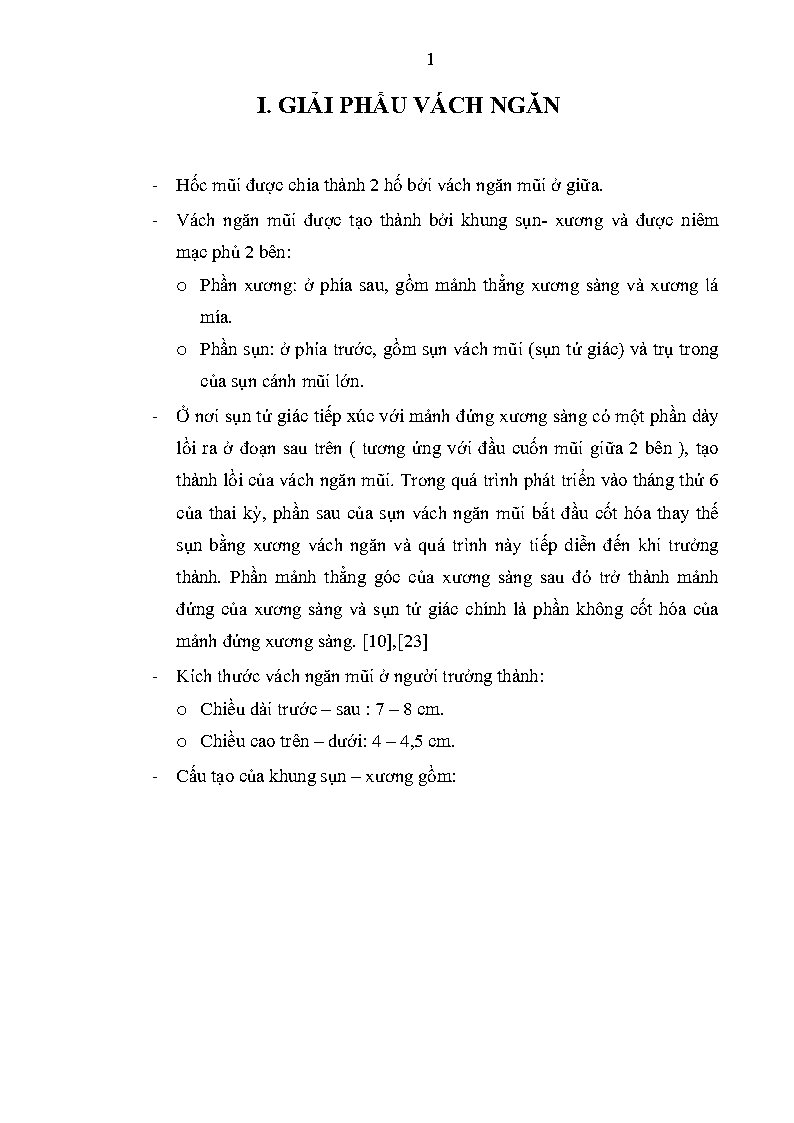 1
I. GIẢI PHẪU VÁCH NGĂN
- Hốc mũi được chia thành 2 hố bởi vách ngăn mũi ở giữa.
- Vách ngăn mũi được tạo thành bởi khung sụn- xương và được niêm
mạc phủ 2 bên:
o Phần xương: ở phía sau, gồm mảnh thẳng xương sàng và xương lá
mía.
o Phần sụn: ở phía trước, gồm sụn vách mũi (sụn tứ giác) và trụ trong
của sụn cánh mũi lớn.
- Ở nơi sụn tứ giác tiếp xúc với mảnh đứng xương sàng có một phần dày
lồi ra ở đoạn sau trên ( tương ứng với đầu cuốn mũi giữa 2 bên ), tạo
thành lồi của vách ngăn mũi. Trong quá trình phát triển vào tháng thứ 6
của thai kỳ, phần sau của sụn vách ngăn mũi bắt đầu cốt hóa thay thế
sụn bằng xương vách ngăn và quá trình này tiếp diễn đến khi trưởng
thành. Phần mảnh thẳng góc của xương sàng sau đó trở thành mảnh
đứng của xương sàng và sụn tứ giác chính là phần không cốt hóa của
mảnh đứng xương sàng. [10],[23]
- Kích thước vách ngăn mũi ở người trưởng thành:
o Chiều dài trước – sau : 7 – 8 cm.
o Chiều cao trên – dưới: 4 – 4,5 cm.
- Cấu tạo của khung sụn – xương gồm: